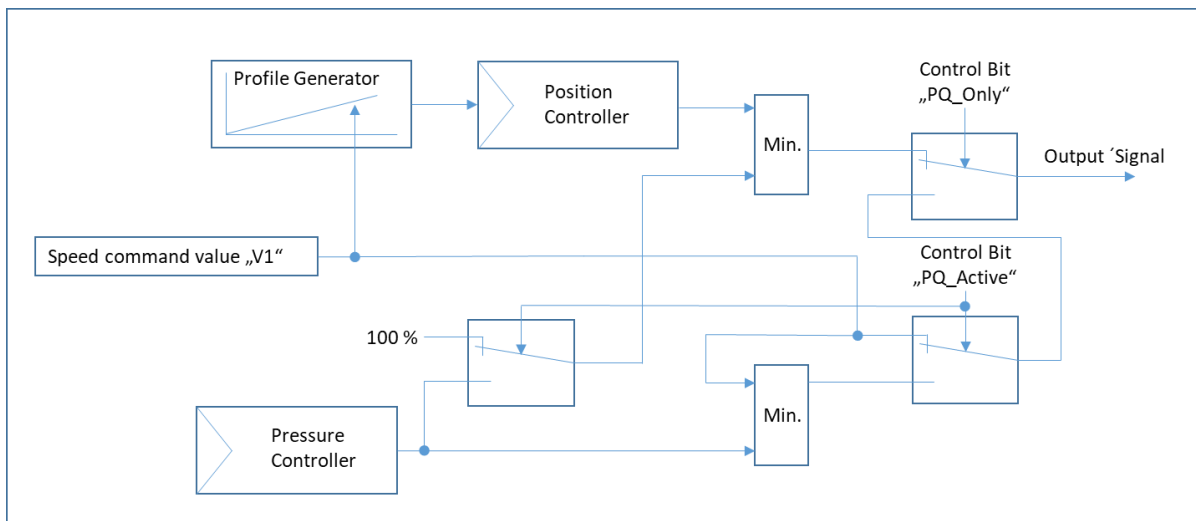 Profile Generator
Position
Controller
Min.
Control Bit
„PQ_Only“
Output ´Signal
Speed command value „V1“
Control Bit
„PQ_Active“
100 %
Min.
Pressure
Controller